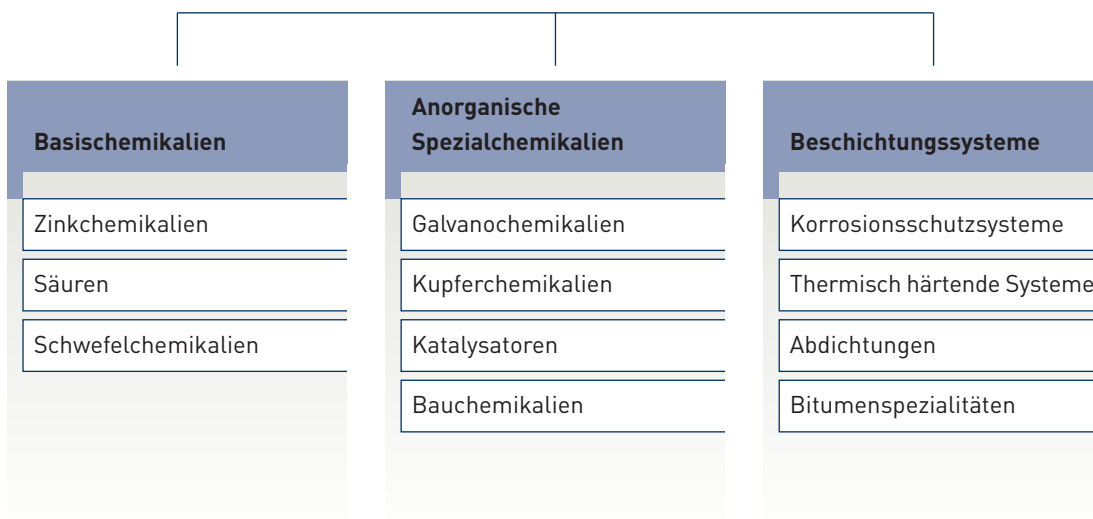 Basischemikalien
Zinkchemikalien
Säuren
Schwefelchemikalien
Anorganische
Spezialchemikalien
Galvanochemikalien
Kupferchemikalien
Katalysatoren
Bauchemikalien
Beschichtungssysteme
Korrosionsschutzsysteme
Thermisch härtende Systeme
Abdichtungen
Bitumenspezialitäten